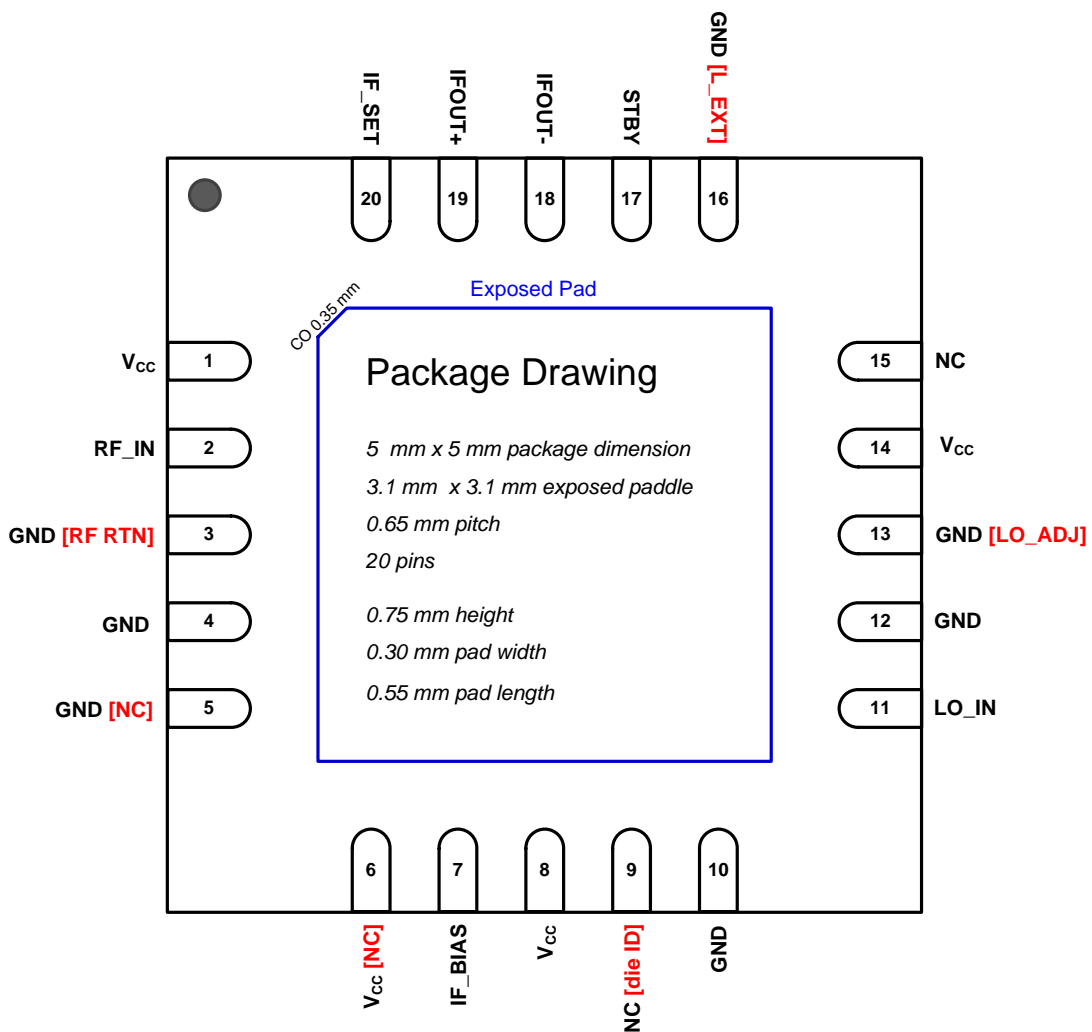 IF_SET
IFOUT+
IFOUT-
STBY
GND [L_EXT]
20
19
18
17
16
Exposed Pad
CO 0.35 mm
Package Drawing
5 mm x 5 mm package dimension
3.1 mm x 3.1 mm exposed paddle
0.65 mm pitch
20 pins
0.75 mm height
0.30 mm pad width
0.55 mm pad length
VCC 1
RF_IN 2
GND [RF RTN] 3
GND 4
GND [NC] 5
15 NC
14 VCC
13 GND [LO_ADJ]
12 GND
11 LO_IN
6
7
8
9
10
VCC [NC]
IF_BIAS
VCC
NC [die ID]
GND